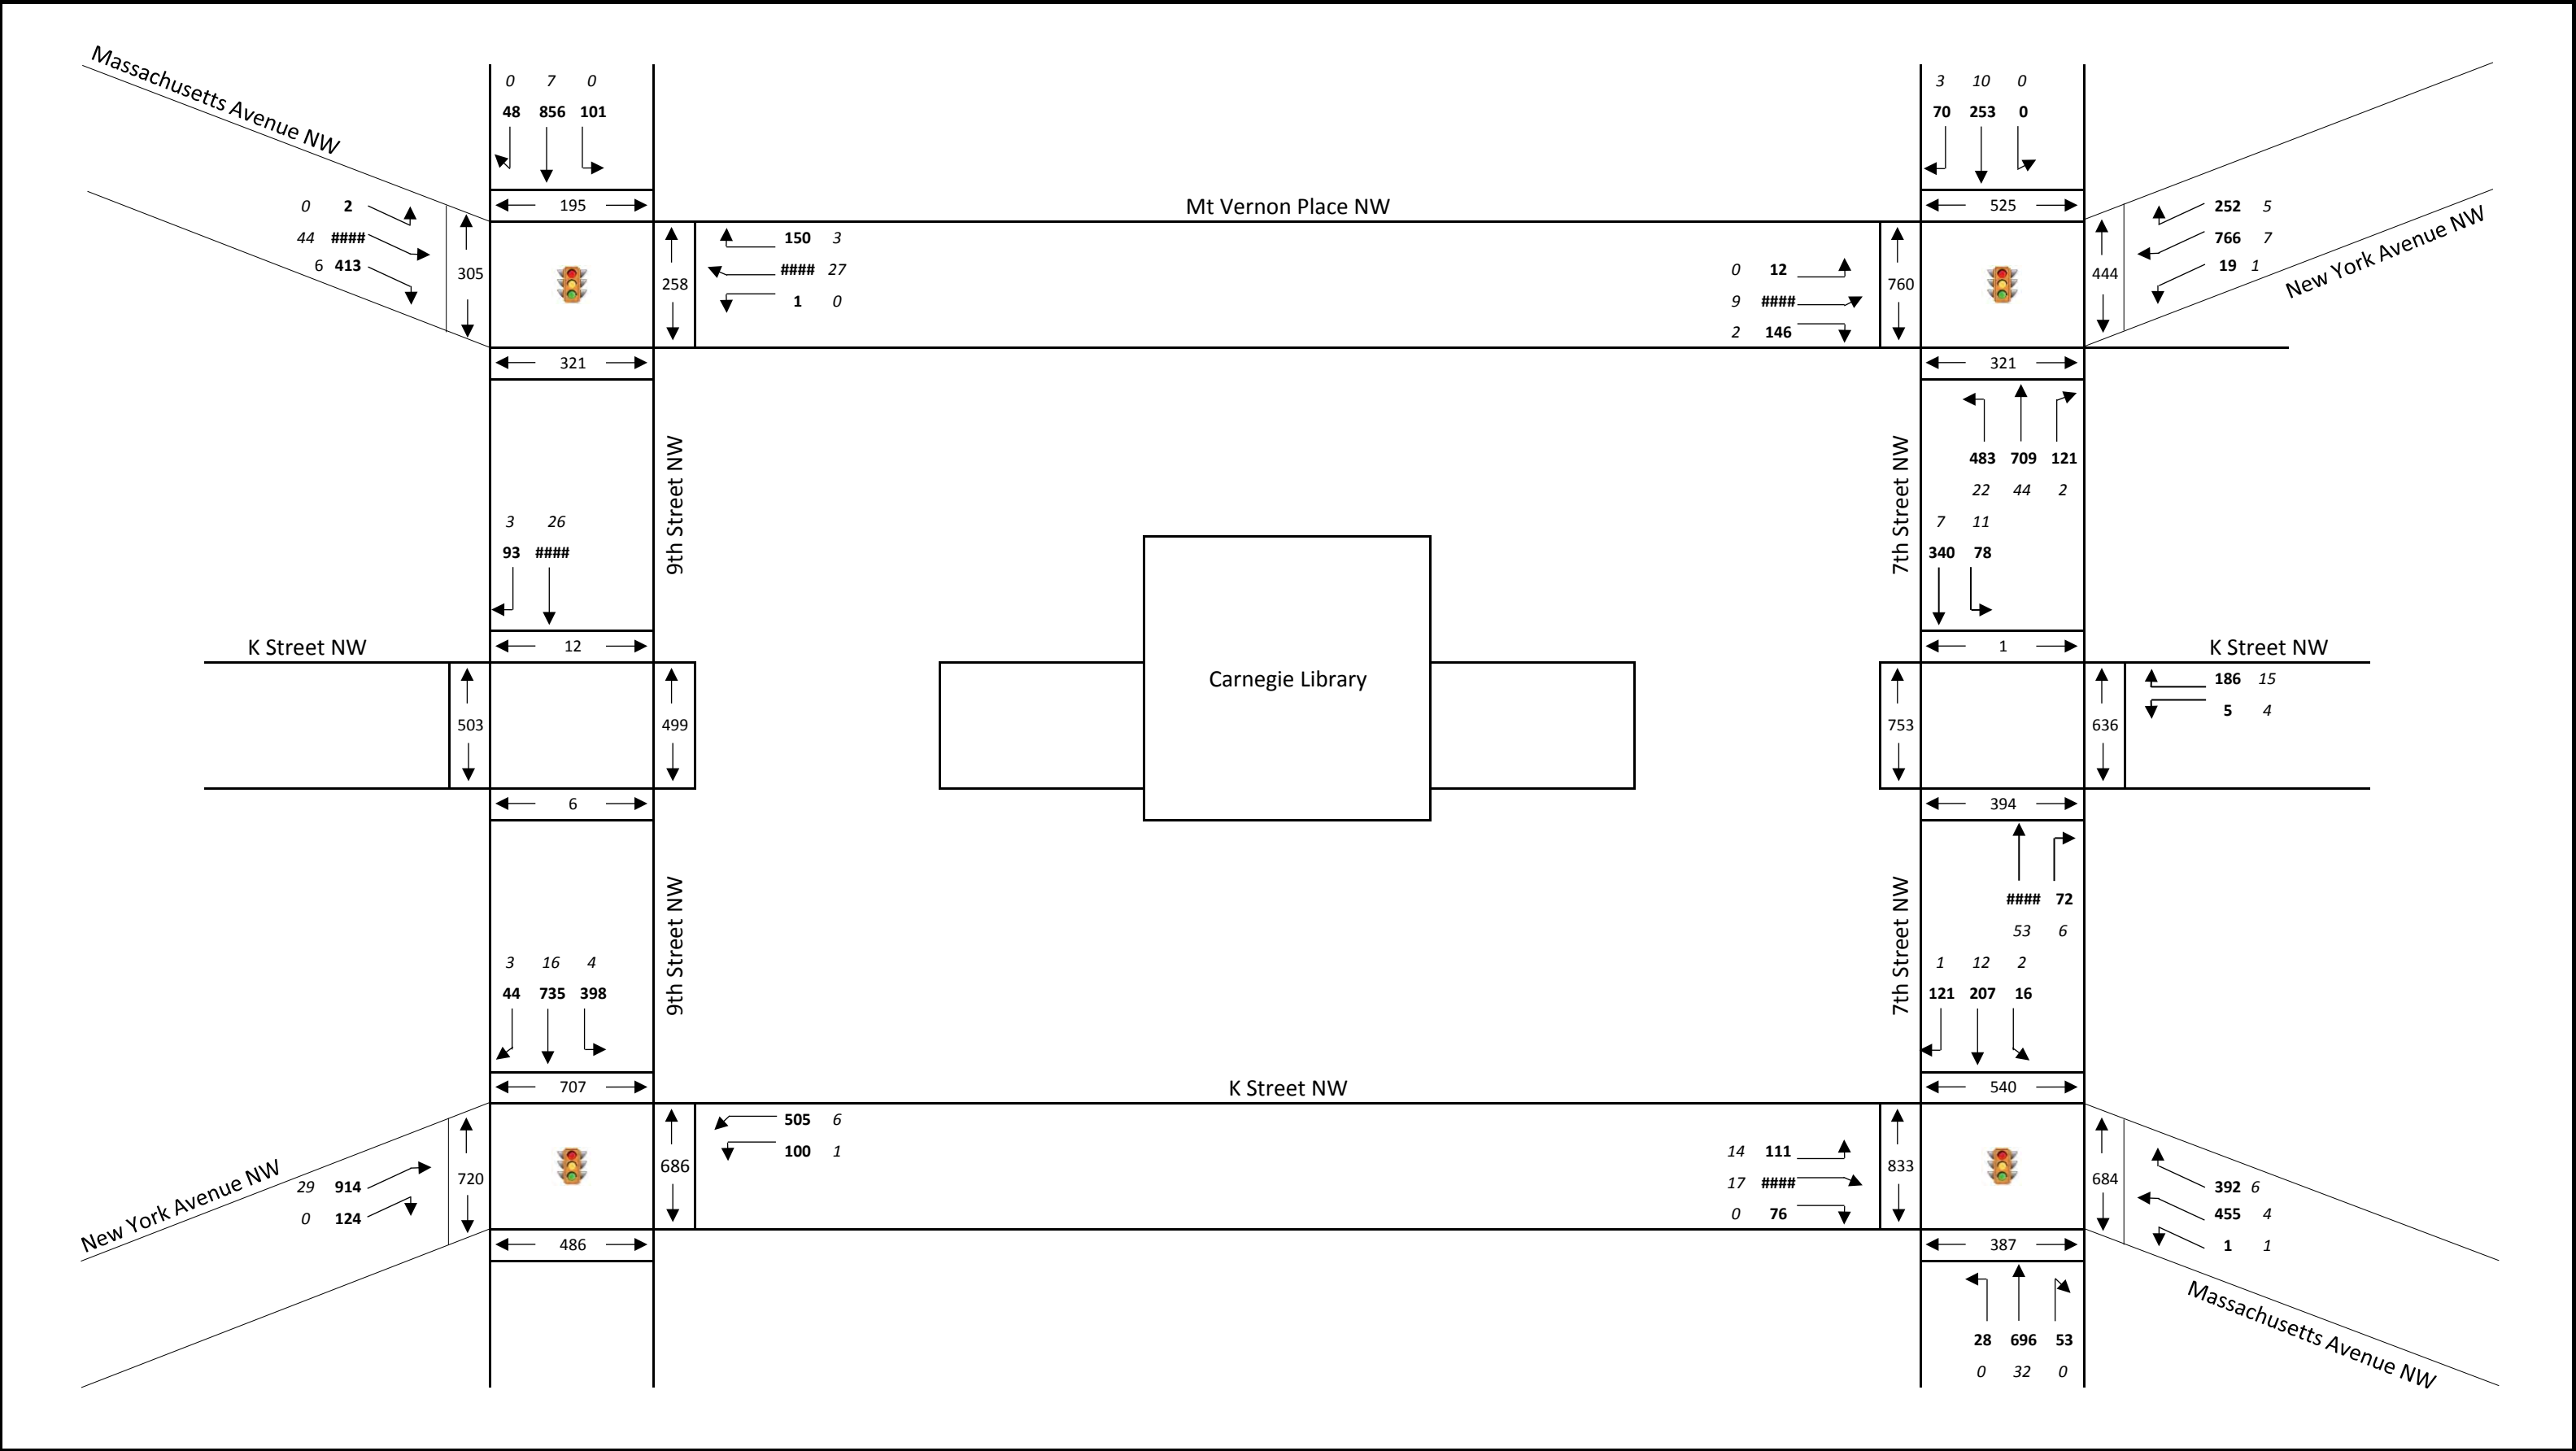 Massachusetts Avenue NW
0 7 0
48 856 101
3 10 0
70 253 0
0 2
44 ####
6 413
305
195
Mt Vernon Place NW
258
150 3
#### 27
1 0
0 12
9 ####
2 146
760
525
444
252 5
766 7
19 1
New York Avenue NW
321
321
9th Street NW
7th Street NW
483 709 121
22 44 2
3 26
93 ####
7 11
340 78
K Street NW
12
503
499
6
Carnegie Library
1
753
636
394
K Street NW
186 15
5 4
9th Street NW
7th Street NW
#### 72
53 6
3 16 4
44 735 398
1 12 2
121 207 16
707
K Street NW
540
New York Avenue NW
29 914
0 124
720
686
505 6
100 1
14 111
17 ####
0 76
833
684
392 6
455 4
1 1
486
387
Massachusetts Avenue NW
28 696 53
0 32 0